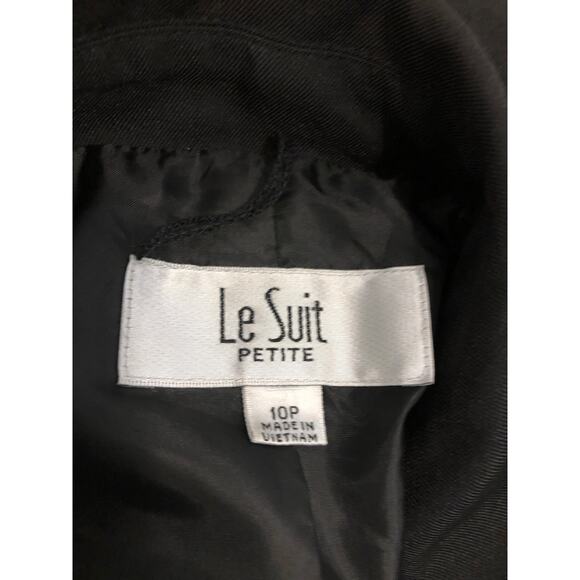 Le Suit
PETITE
10P
MADE IN
VIETNAM